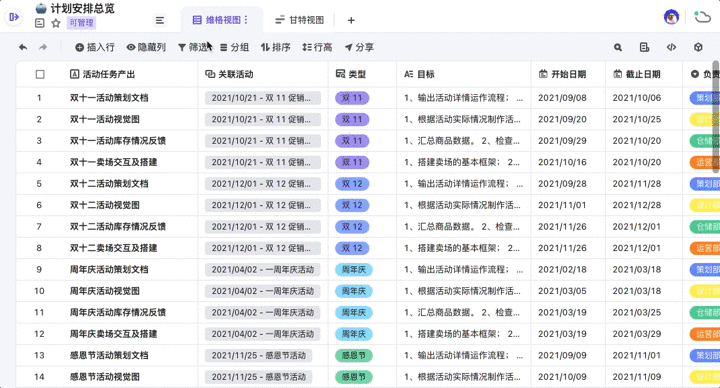 计划安排总览
可管理
维格视图
甘特视图
插入行 隐藏列 筛选 分组 排序 行高 分享
活动任务产出 关联活动 类型 目标 开始日期 截止日期 负责
1 双十一活动策划文档 2021/10/21 - 双 11 促销... 双 11 1、输出活动详情运作流程； ... 2021/09/08 2021/10/06 策划部
2 双十一活动视觉图 2021/10/21 - 双 11 促销... 双 11 1、根据活动实际情况制作活... 2021/09/20 2021/10/25 设计部
3 双十一活动库存情况反馈 2021/10/21 - 双 11 促销... 双 11 1、汇总商品数据。 2、检查... 2021/09/29 2021/10/20 仓储部
4 双十一卖场交互及搭建 2021/10/21 - 双 11 促销... 双 11 1、搭建卖场的基本框架； 2... 2021/10/16 2021/10/20 运营部
5 双十二活动策划文档 2021/12/01 - 双 12 促销... 双 12 1、输出活动详情运作流程； ... 2021/09/28 2021/11/28 策划部
6 双十二活动视觉图 2021/12/01 - 双 12 促销... 双 12 1、根据活动实际情况制作活... 2021/11/01 2021/12/28 设计部
7 双十二活动库存情况反馈 2021/12/01 - 双 12 促销... 双 12 1、汇总商品数据。 2、检查... 2021/11/26 2021/12/01 仓储部
8 双十二卖场交互及搭建 2021/12/01 - 双 12 促销... 双 12 1、搭建卖场的基本框架； 2... 2021/11/26 2021/12/01 运营部
9 周年庆活动策划文档 2021/04/02 - 一周年庆活动 周年庆 1、输出活动详情运作流程； ... 2021/02/18 2021/03/18 策划部
10 周年庆活动视觉图 2021/04/02 - 一周年庆活动 周年庆 1、根据活动实际情况制作活... 2021/03/05 2021/03/18 设计部
11 周年庆活动库存情况反馈 2021/04/02 - 一周年庆活动 周年庆 1、汇总商品数据。 2、检查... 2021/03/19 2021/03/25 仓储部
12 周年庆卖场交互及搭建 2021/04/02 - 一周年庆活动 周年庆 1、搭建卖场的基本框架； 2... 2021/03/19 2021/03/29 运营部
13 感恩节活动策划文档 2021/11/25 - 感恩节活动 感恩节 1、输出活动详情运作流程； ... 2021/09/09 2021/11/01 策划部
14 感恩节活动视觉图 2021/11/25 - 感恩节活动 感恩节 1、根据活动实际情况制作活... 2021/10/09 2021/11/09 设计部